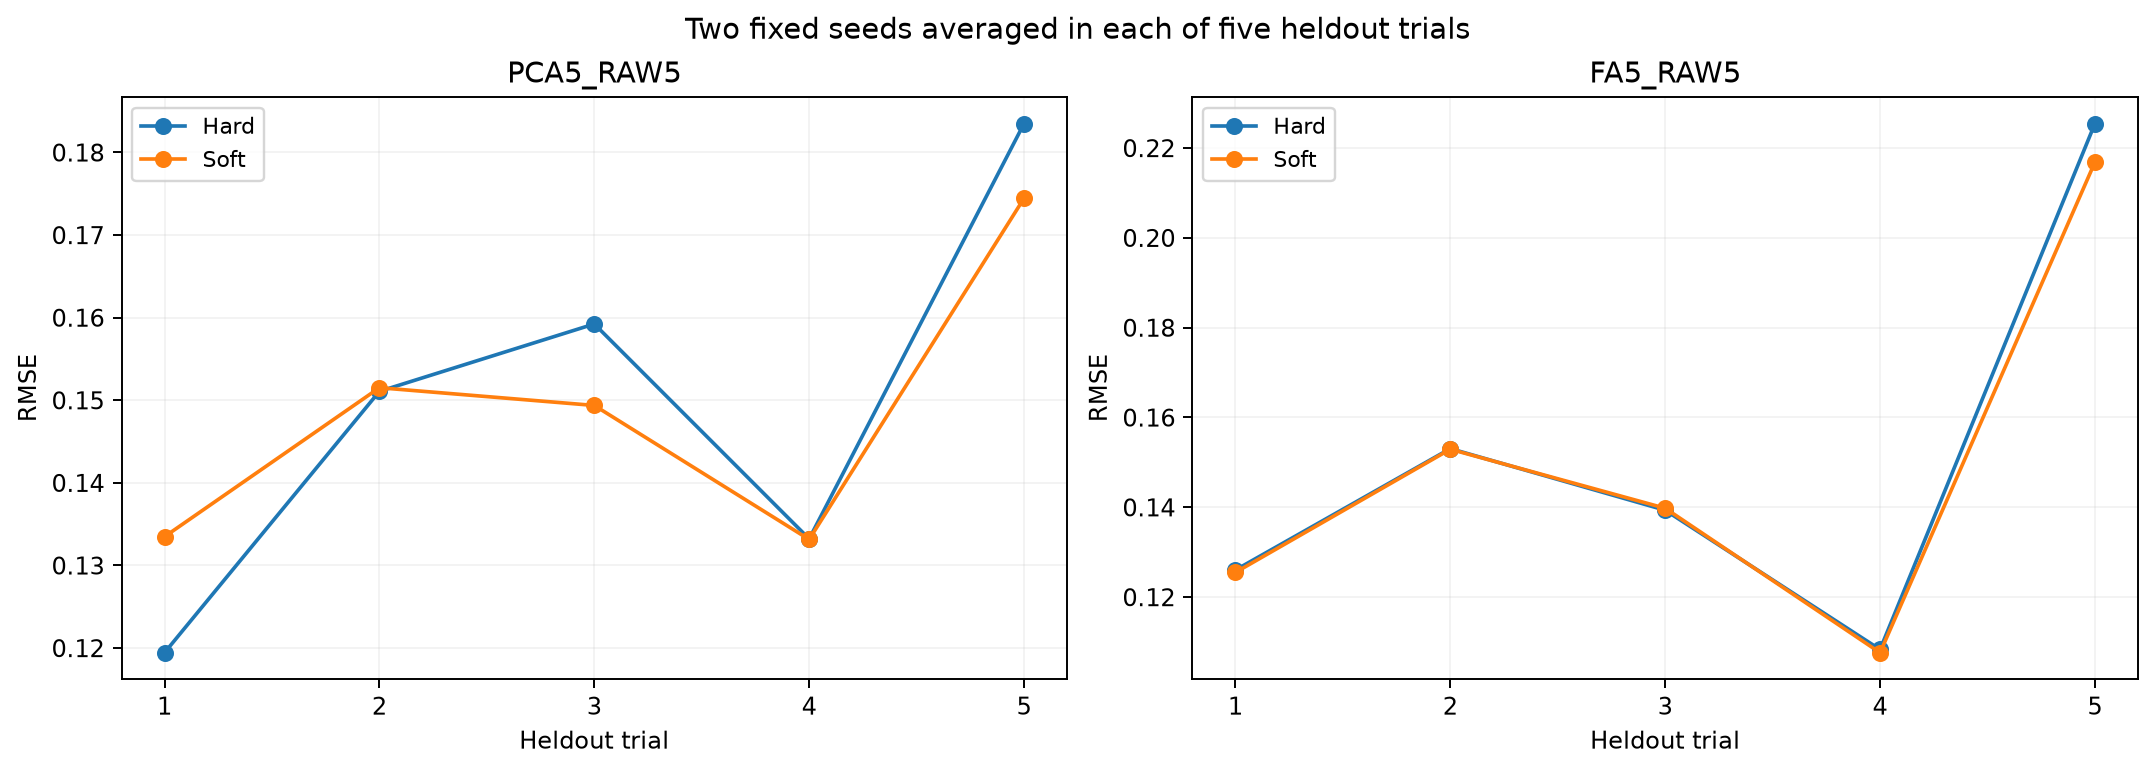 Two fixed seeds averaged in each of five heldout trials
PCA5_RAW5
Hard
Soft
0.18
0.17
0.16
0.15
0.14
0.13
0.12
RMSE
1 2 3 4 5
Heldout trial
FA5_RAW5
Hard
Soft
0.22
0.20
0.18
0.16
0.14
0.12
RMSE
1 2 3 4 5
Heldout trial